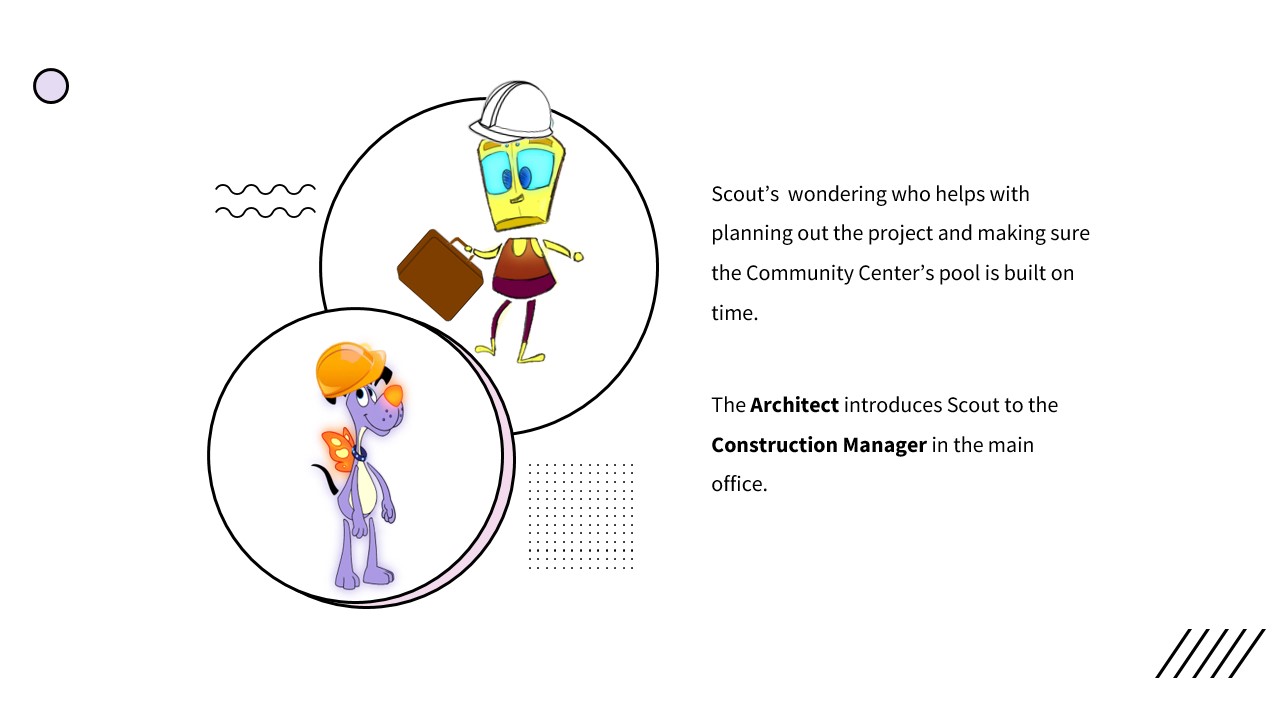 Scout’s  wondering who helps with
planning out the project and making sure
the Community Center’s pool is built on
time.
The Architect introduces Scout to the
Construction Manager in the main
office.